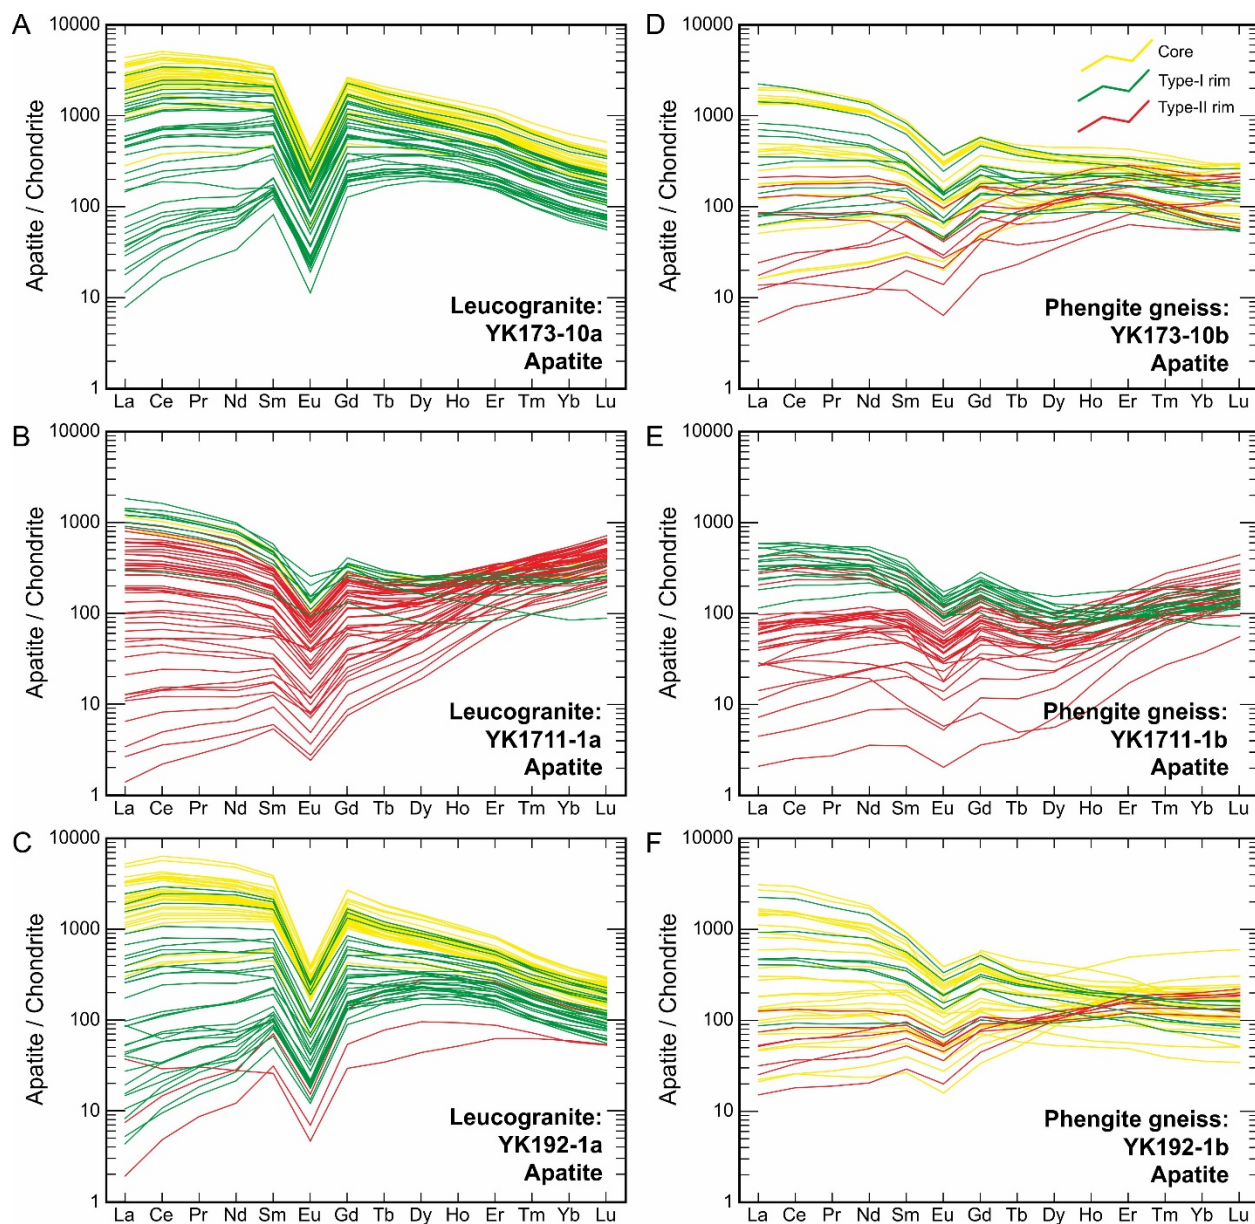 A
10000
1000
100
10
1
Apatite / Chondrite
Leucogranite:
YK173-10a
Apatite
La Ce Pr Nd Sm Eu Gd Tb Dy Ho Er Tm Yb Lu
D
10000
1000
100
10
1
Apatite / Chondrite
Core
Type-I rim
Type-II rim
Phengite gneiss:
YK173-10b
Apatite
La Ce Pr Nd Sm Eu Gd Tb Dy Ho Er Tm Yb Lu
B
10000
1000
100
10
1
Apatite / Chondrite
Leucogranite:
YK1711-1a
Apatite
La Ce Pr Nd Sm Eu Gd Tb Dy Ho Er Tm Yb Lu
E
10000
1000
100
10
1
Apatite / Chondrite
Phengite gneiss:
YK1711-1b
Apatite
La Ce Pr Nd Sm Eu Gd Tb Dy Ho Er Tm Yb Lu
C
10000
1000
100
10
1
Apatite / Chondrite
Leucogranite:
YK192-1a
Apatite
La Ce Pr Nd Sm Eu Gd Tb Dy Ho Er Tm Yb Lu
F
10000
1000
100
10
1
Apatite / Chondrite
Phengite gneiss:
YK192-1b
Apatite
La Ce Pr Nd Sm Eu Gd Tb Dy Ho Er Tm Yb Lu